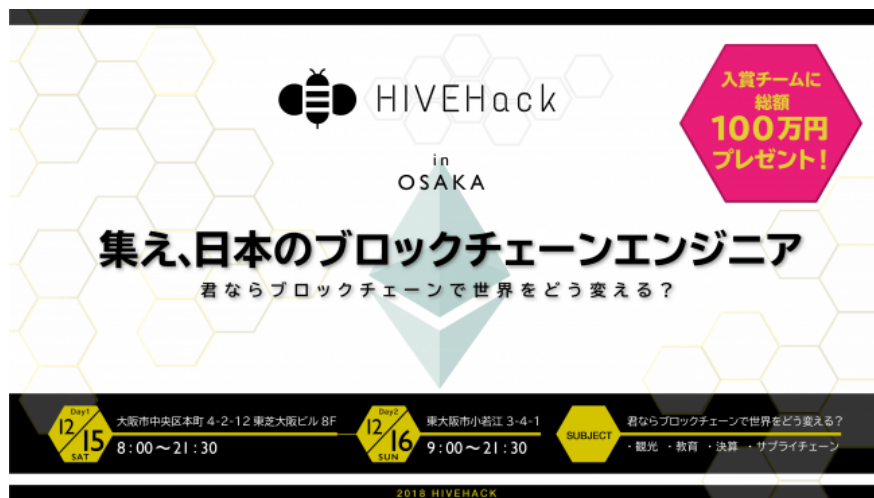 HIVEHack
入賞チームに
総額
100万円
プレゼント!
in
OSAKA
集え、日本のブロックチェーンエンジニア
君ならブロックチェーンで世界をどう変える?
Day1
12/15
SAT
大阪市中央区本町 4-2-12 東芝大阪ビル 8F
8:00〜21:30
Day2
12/16
SUN
東大阪市小若江 3-4-1
9:00〜21:30
SUBJECT
君ならブロックチェーンで世界をどう変える?
・観光 ・教育 ・決算 ・サプライチェーン
2018 HIVEHACK